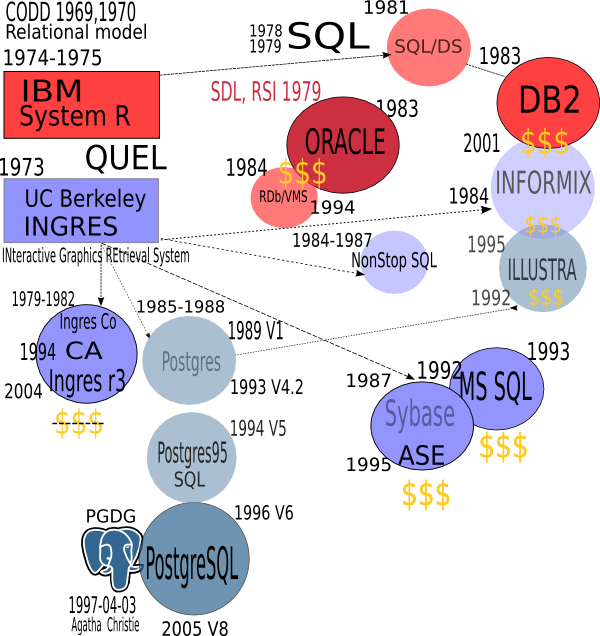 CODD 1969,1970
Relational model
1974-1975
IBM
System R
1978
1979
SQL
1981
SQL/DS
1983
DB2
$$$
SDL, RSI 1979
1983
ORACLE
$$$
1984
RDb/VMS
1994
2001
INFORMIX
1984
$$$
1973
QUEL
UC Berkeley
INGRES
INteractive Graphics REtrieval System
1984-1987
NonStop SQL
1995
ILLUSTRA
1992
$$$
1979-1982
Ingres Co
1994
CA
Ingres r3
2004
$$$
1985-1988
1989 V1
Postgres
1993 V4.2
1994 V5
Postgres95
SQL
1996 V6
PGDG
PostgreSQL
1997-04-03
Agatha Christie
2005 V8
1987
1992
Sybase
ASE
1995
$$$
1993
MS SQL
$$$